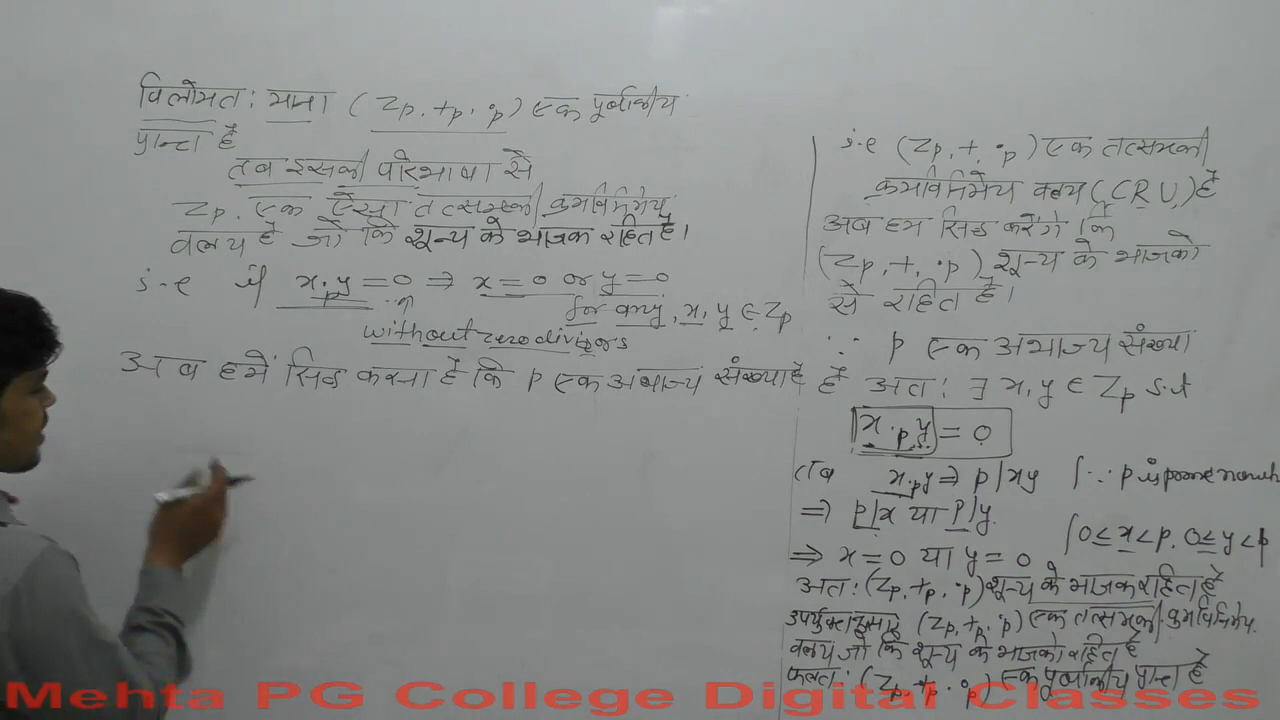 विलोमत: माना (Zp, +p, ·p) एक पूर्णांकीय
प्रान्त है
तब इसकी परिभाषा से
Zp, एक ऐसा तत्समकी क्रमविनिमेय
वलय है जो कि शून्य के भाजक रहित है।
i.e if x ·p y = 0 ⇒ x = 0 or y = 0
for any, x, y ∈ Zp
without zero divisors
अब हमें सिद्ध करना है कि p एक अभाज्य संख्या है
i.e (Zp, +, ·p) एक तत्समकी
क्रमविनिमेय वलय (C R U) है
अब हम सिद्ध करेंगे कि
(Zp, +, ·p) शून्य के भाजको
से रहित है।
∵ p एक अभाज्य संख्या
है अत: ∃ x, y ∈ Zp s.t
x ·p y = 0
तब x ·p y ⇒ p | xy [∵ p is prime
⇒ p|x या p|y
[0 ≤ x < p, 0 ≤ y < p
⇒ x = 0 या y = 0
अत: (Zp, +p, ·p) शून्य के भाजक रहित है
उपर्युक्तानुसार (Zp, +p, ·p) एक तत्समकी क्रमविनिमेय
वलय जो कि शून्य के भाजको रहित है
फलत: (Zp, +p, ·p) एक पूर्णांकीय प्रान्त है
Mehta PG College Digital Classes